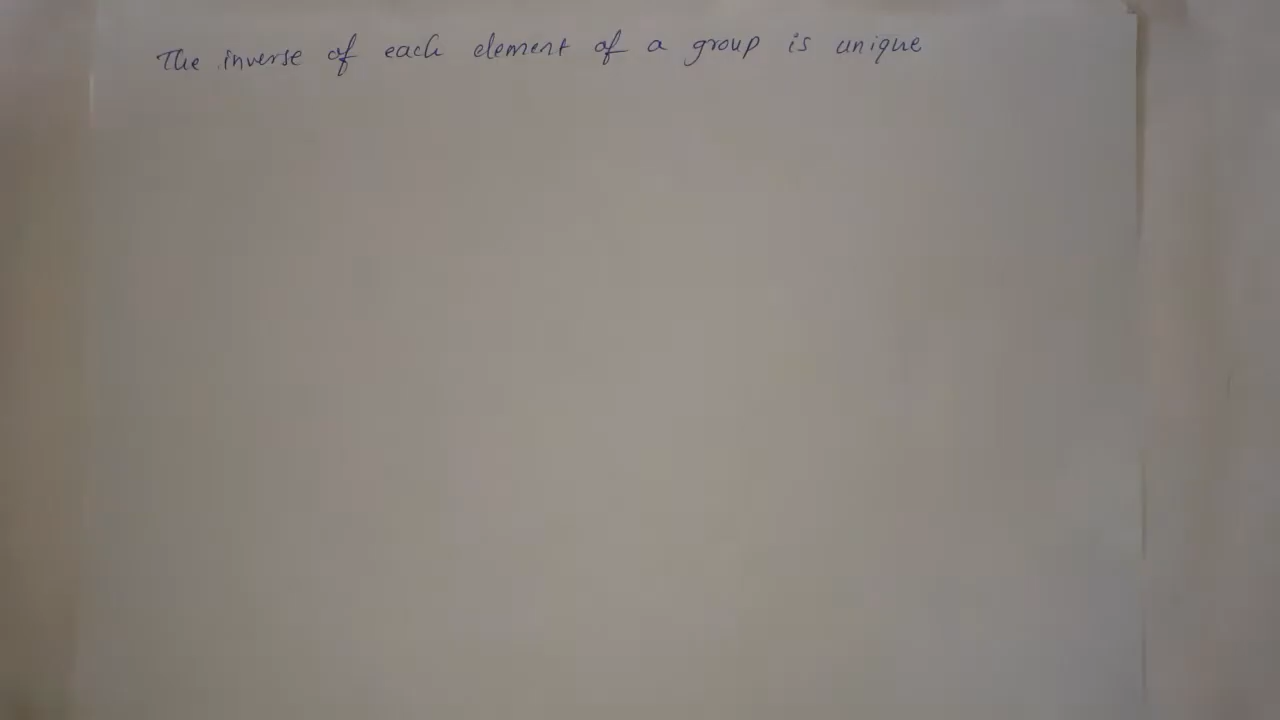 The inverse of each element of a group is unique